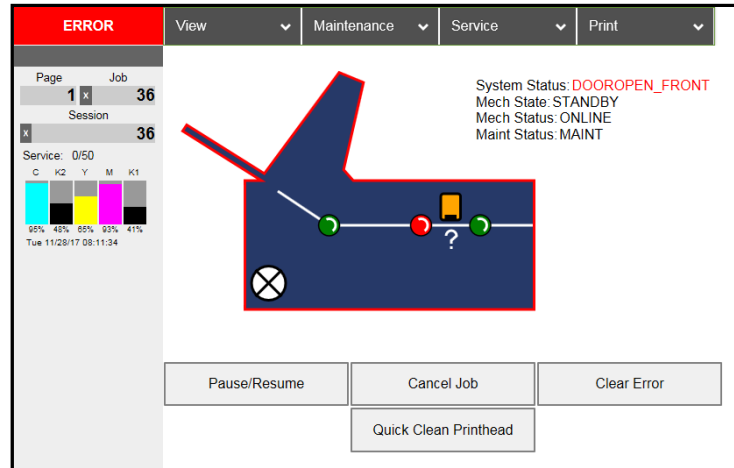 ERROR
View
Maintenance
Service
Print
Page Job
1 x 36
Session
x 36
Service: 0/50
C K2 Y M K1
95% 48% 65% 93% 41%
Tue 11/28/17 08:11:34
System Status: DOOROPEN_FRONT
Mech State: STANDBY
Mech Status: ONLINE
Maint Status: MAINT
?
Pause/Resume
Cancel Job
Clear Error
Quick Clean Printhead